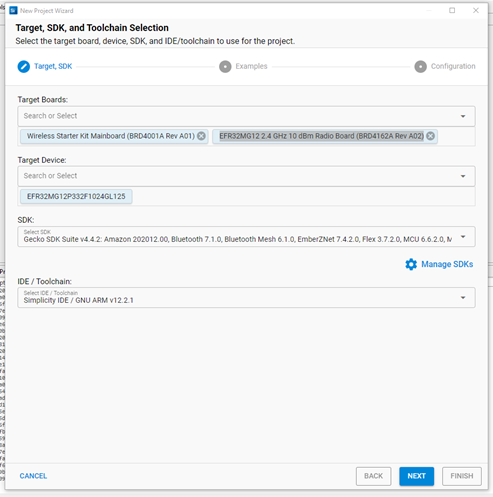 New Project Wizard
Target, SDK, and Toolchain Selection
Select the target board, device, SDK, and IDE/toolchain to use for the project.
Target, SDK
Examples
Configuration
Target Boards:
Search or Select
Wireless Starter Kit Mainboard (BRD4001A Rev A01)
EFR32MG12 2.4 GHz 10 dBm Radio Board (BRD4162A Rev A02)
Target Device:
Search or Select
EFR32MG12P332F1024GL125
SDK:
Select SDK
Gecko SDK Suite v4.4.2: Amazon 202012.00, Bluetooth 7.1.0, Bluetooth Mesh 6.1.0, EmberZNet 7.4.2.0, Flex 3.7.2.0, MCU 6.6.2.0, M
Manage SDKs
IDE / Toolchain:
Select IDE / Toolchain
Simplicity IDE / GNU ARM v12.2.1
CANCEL
BACK
NEXT
FINISH